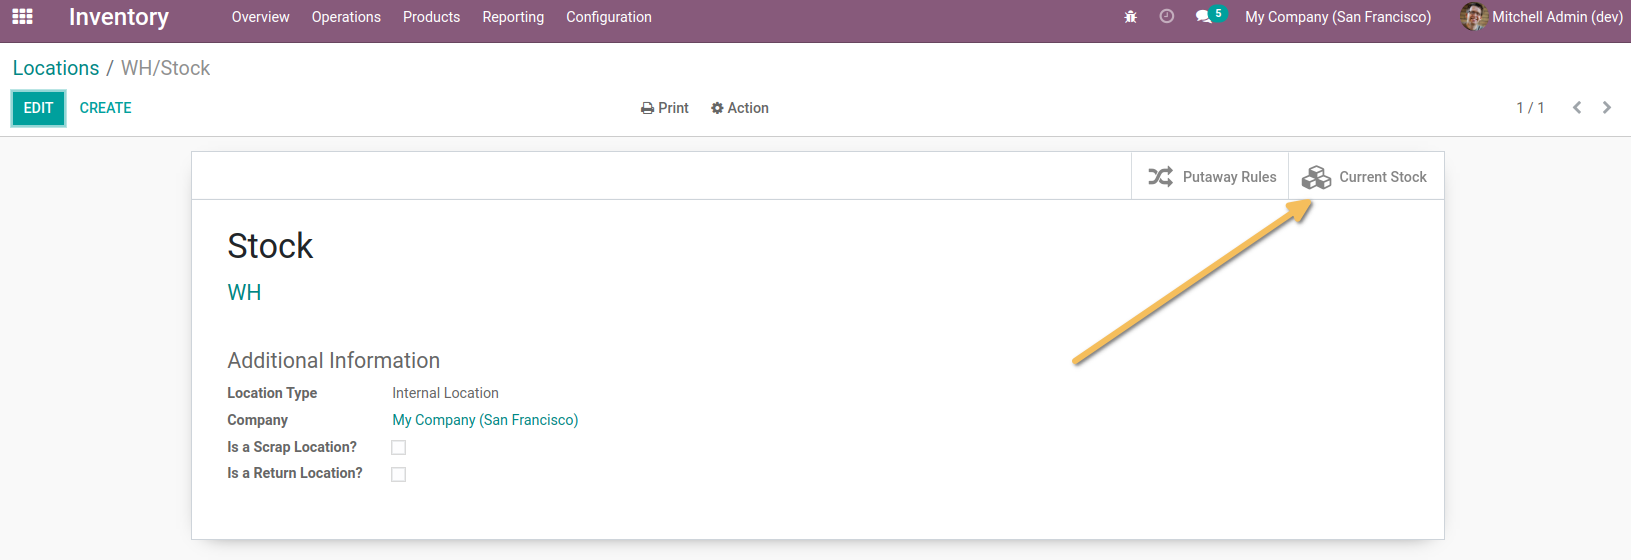 Inventory Overview Operations Products Reporting Configuration 5 My Company (San Francisco) Mitchell Admin (dev)
Locations / WH/Stock
EDIT CREATE Print Action 1 / 1
Putaway Rules Current Stock
Stock
WH
Additional Information
Location Type Internal Location
Company My Company (San Francisco)
Is a Scrap Location?
Is a Return Location?